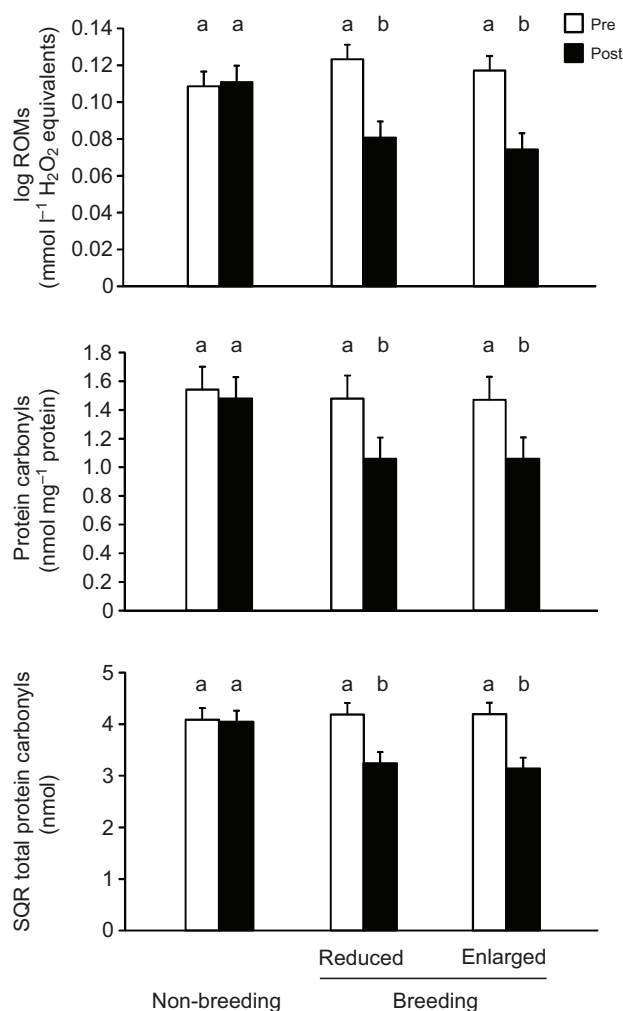 a a a b a b
Pre
Post
log ROMs
(mmol l⁻¹ H₂O₂ equivalents)
0.14
0.12
0.10
0.08
0.06
0.04
0.02
0
a a a b a b
Protein carbonyls
(nmol mg⁻¹ protein)
1.8
1.6
1.4
1.2
1.0
0.8
0.6
0.4
0.2
0
a a a b a b
SQR total protein carbonyls
(nmol)
5
4
3
2
1
0
Reduced Enlarged
Non-breeding Breeding